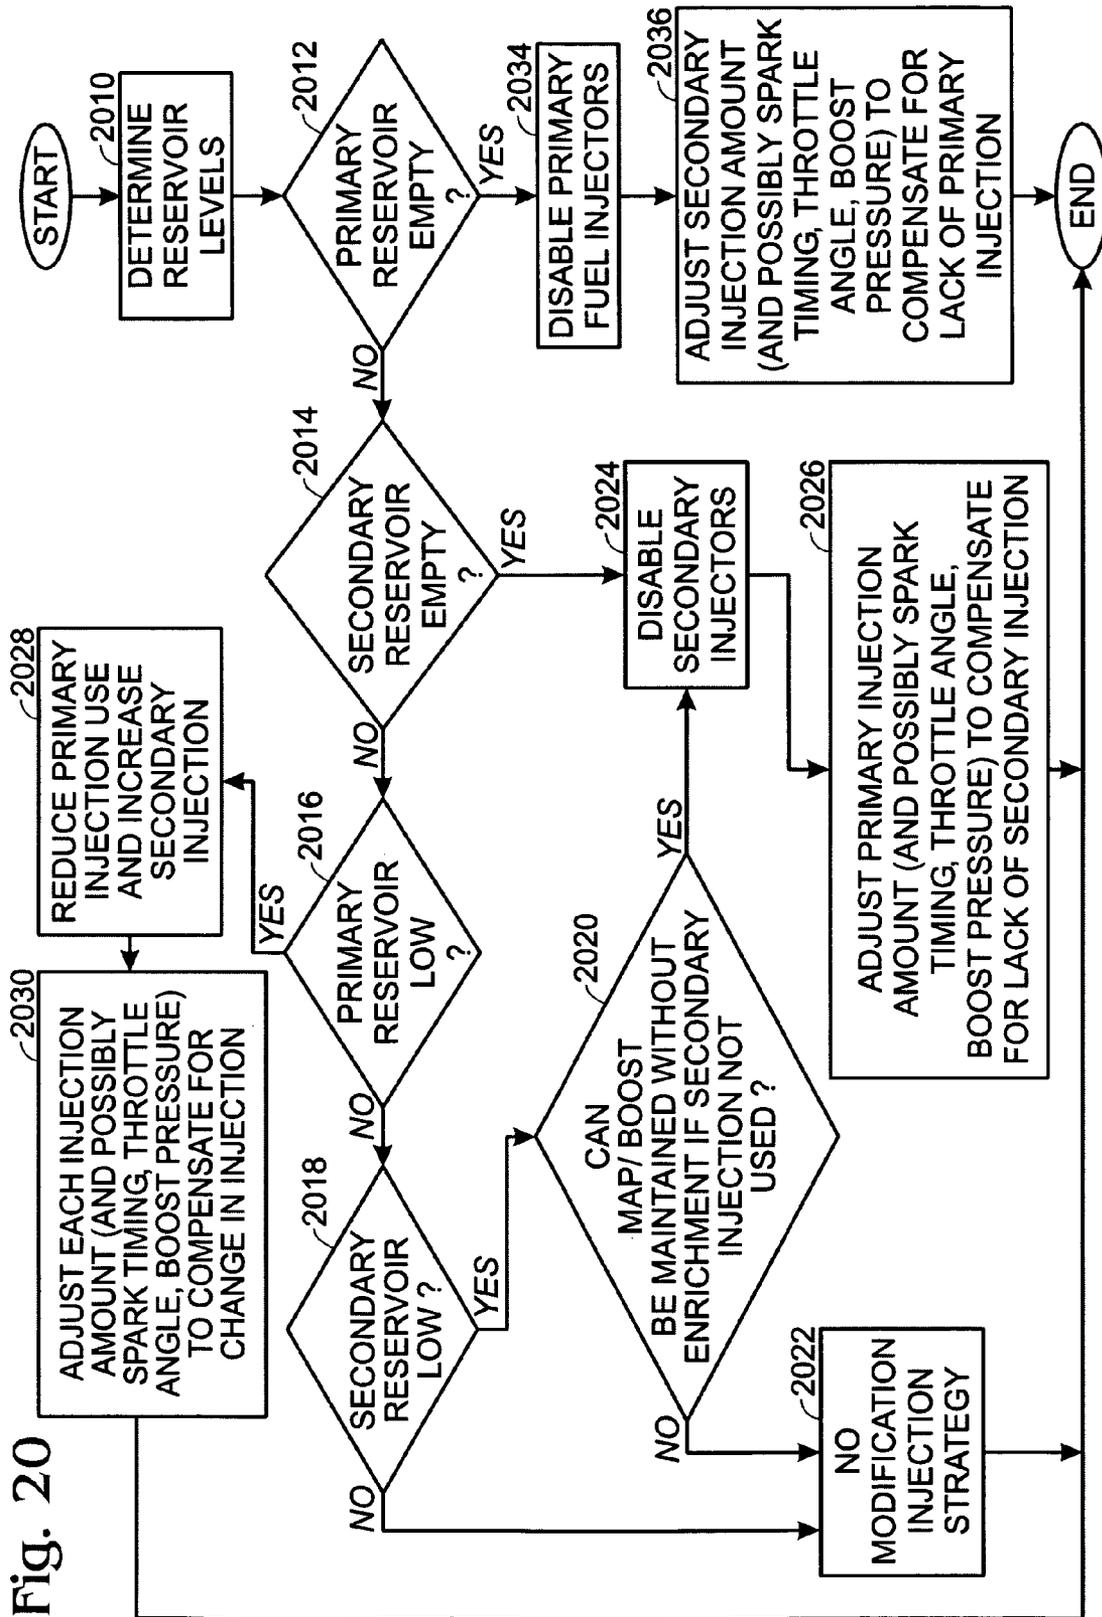 Fig. 20
START
2010
DETERMINE
RESERVOIR
LEVELS
2012
PRIMARY
RESERVOIR
EMPTY
?
YES
NO
2034
DISABLE PRIMARY
FUEL INJECTORS
2036
ADJUST SECONDARY
INJECTION AMOUNT
(AND POSSIBLY SPARK
TIMING, THROTTLE
ANGLE, BOOST
PRESSURE) TO
COMPENSATE FOR
LACK OF PRIMARY
INJECTION
END
2014
SECONDARY
RESERVOIR
EMPTY
?
YES
NO
2024
DISABLE
SECONDARY
INJECTORS
2026
ADJUST PRIMARY INJECTION
AMOUNT (AND POSSIBLY SPARK
TIMING, THROTTLE ANGLE,
BOOST PRESSURE) TO COMPENSATE
FOR LACK OF SECONDARY INJECTION
2016
PRIMARY
RESERVOIR
LOW
?
YES
NO
2028
REDUCE PRIMARY
INJECTION USE
AND INCREASE
SECONDARY
INJECTION
2030
ADJUST EACH INJECTION
AMOUNT (AND POSSIBLY
SPARK TIMING, THROTTLE
ANGLE, BOOST PRESSURE)
TO COMPENSATE FOR
CHANGE IN INJECTION
2018
SECONDARY
RESERVOIR
LOW ?
YES
NO
2020
CAN
MAP/ BOOST
BE MAINTAINED WITHOUT
ENRICHMENT IF SECONDARY
INJECTION NOT
USED ?
YES
NO
2022
NO
MODIFICATION
INJECTION
STRATEGY